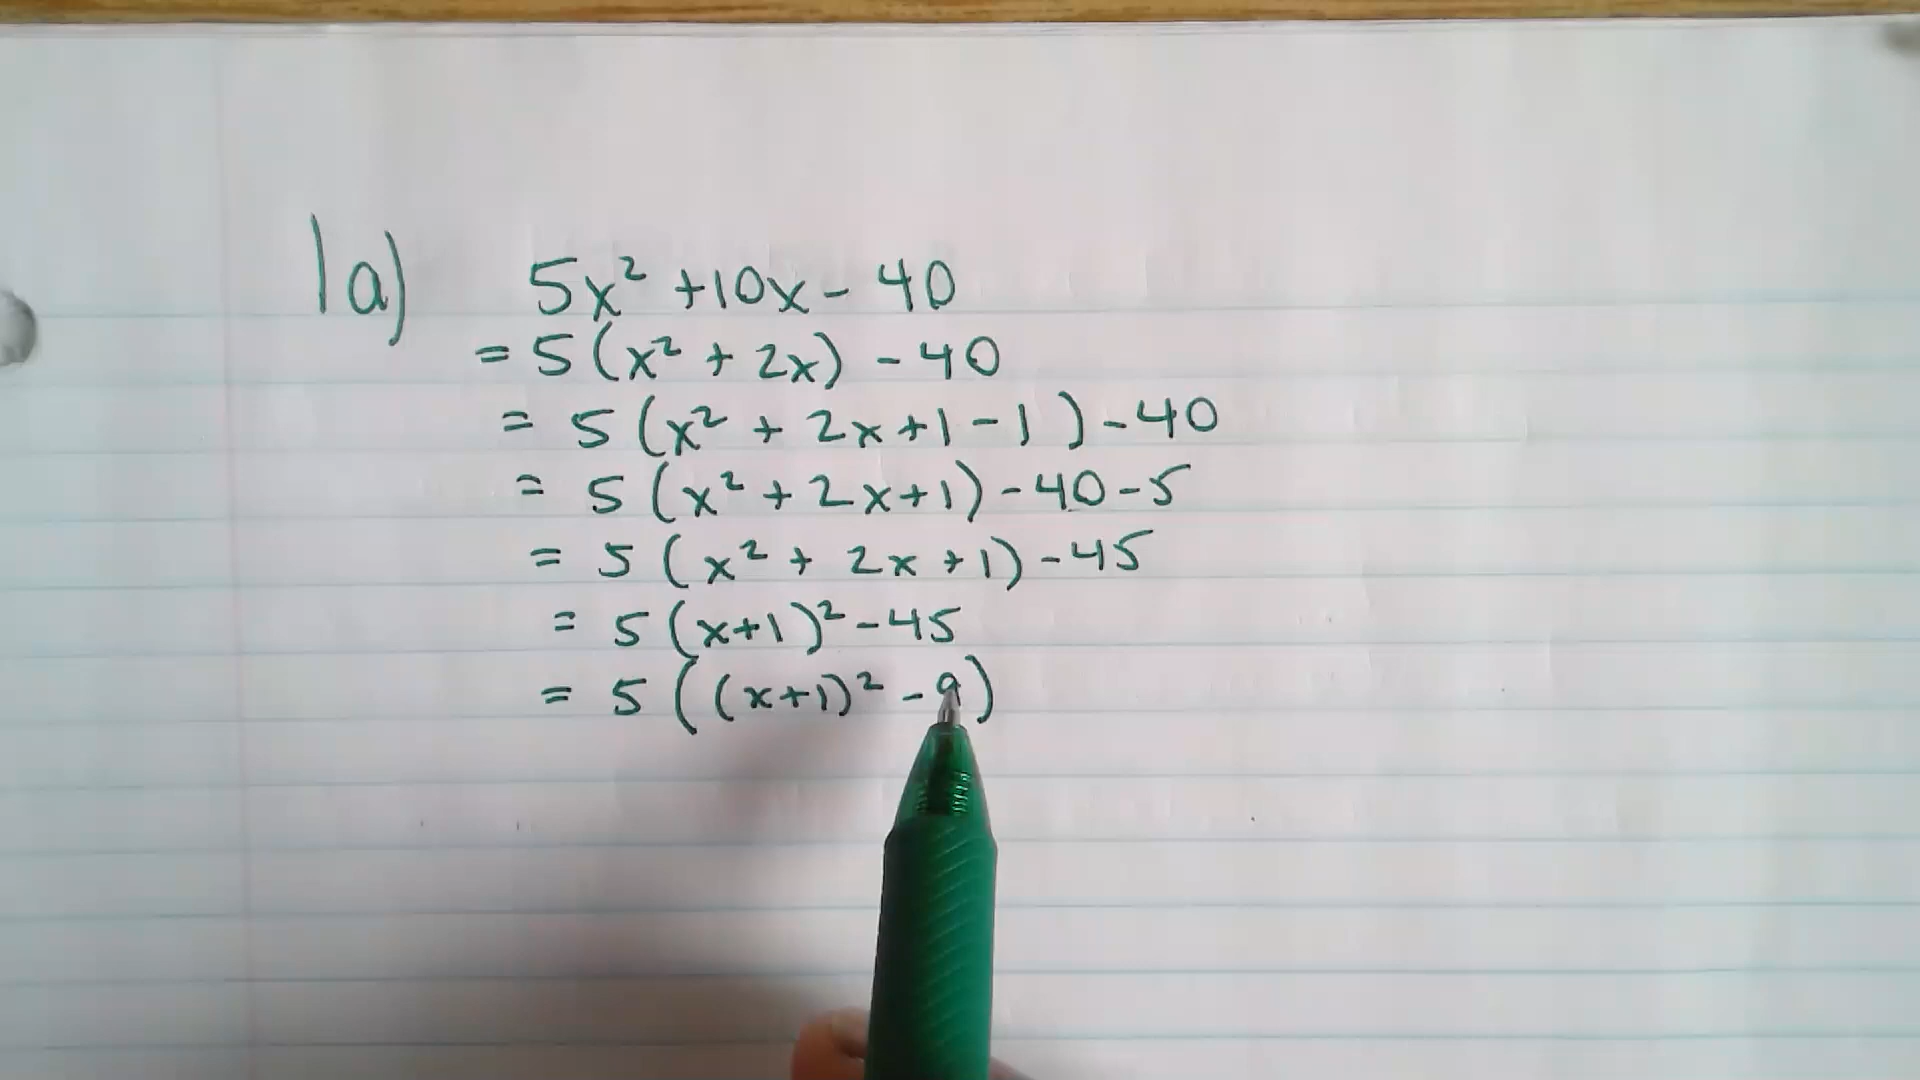 1a) 5x² + 10x - 40
= 5(x² + 2x) - 40
= 5(x² + 2x + 1 - 1) - 40
= 5(x² + 2x + 1) - 40 - 5
= 5(x² + 2x + 1) - 45
= 5(x+1)² - 45
= 5((x+1)² - 9)